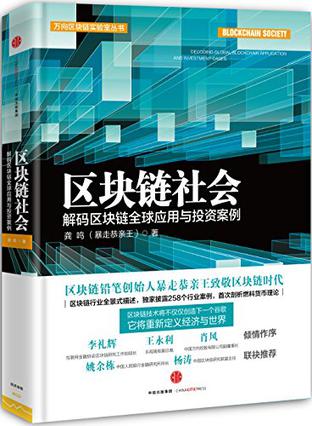 万向区块链实验室丛书
BLOCKCHAIN SOCIETY
DECODING GLOBAL BLOCKCHAIN APPLICATION
AND INVESTMENT CASES
区块链社会
解码区块链全球应用与投资案例
龚 鸣(暴走恭亲王)◎著
区块链铅笔创始人暴走恭亲王致敬区块链时代
区块链行业全景式描述,独家披露258个行业案例,首次剖析燃料货币理论
区块链技术将不仅仅创造下一个谷歌
它将重新定义经济与世界
李礼辉 王永利 肖风 倾情作序
姚余栋 杨涛 联袂推荐
区块链社会
解码区块链全球应用与投资案例